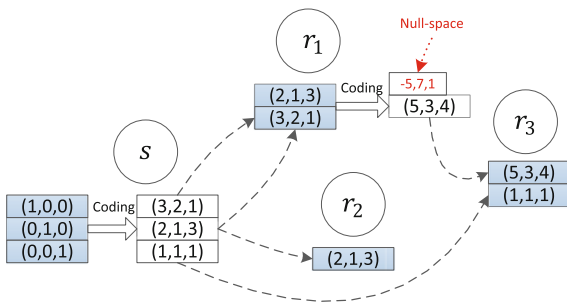 r₁
Null-space
Coding
-5,7,1
(2,1,3)
(3,2,1)
(5,3,4)
r₃
s
(5,3,4)
(1,1,1)
r₂
(1,0,0)
(0,1,0)
(0,0,1)
Coding
(3,2,1)
(2,1,3)
(1,1,1)
(2,1,3)